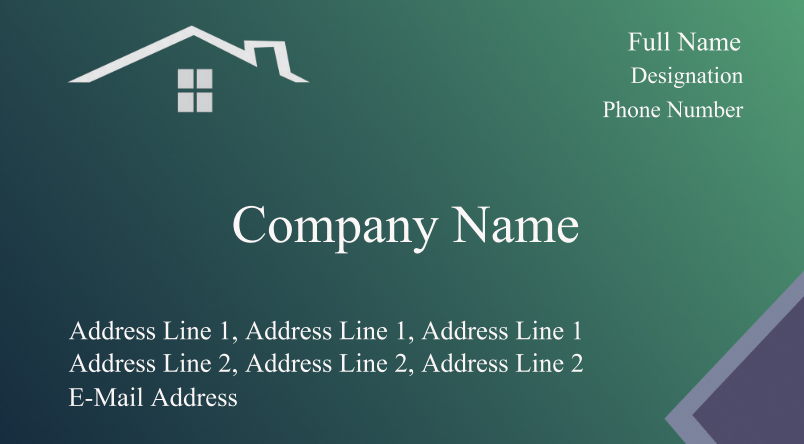 Full Name
Designation
Phone Number
Company Name
Address Line 1, Address Line 1, Address Line 1
Address Line 2, Address Line 2, Address Line 2
E-Mail Address